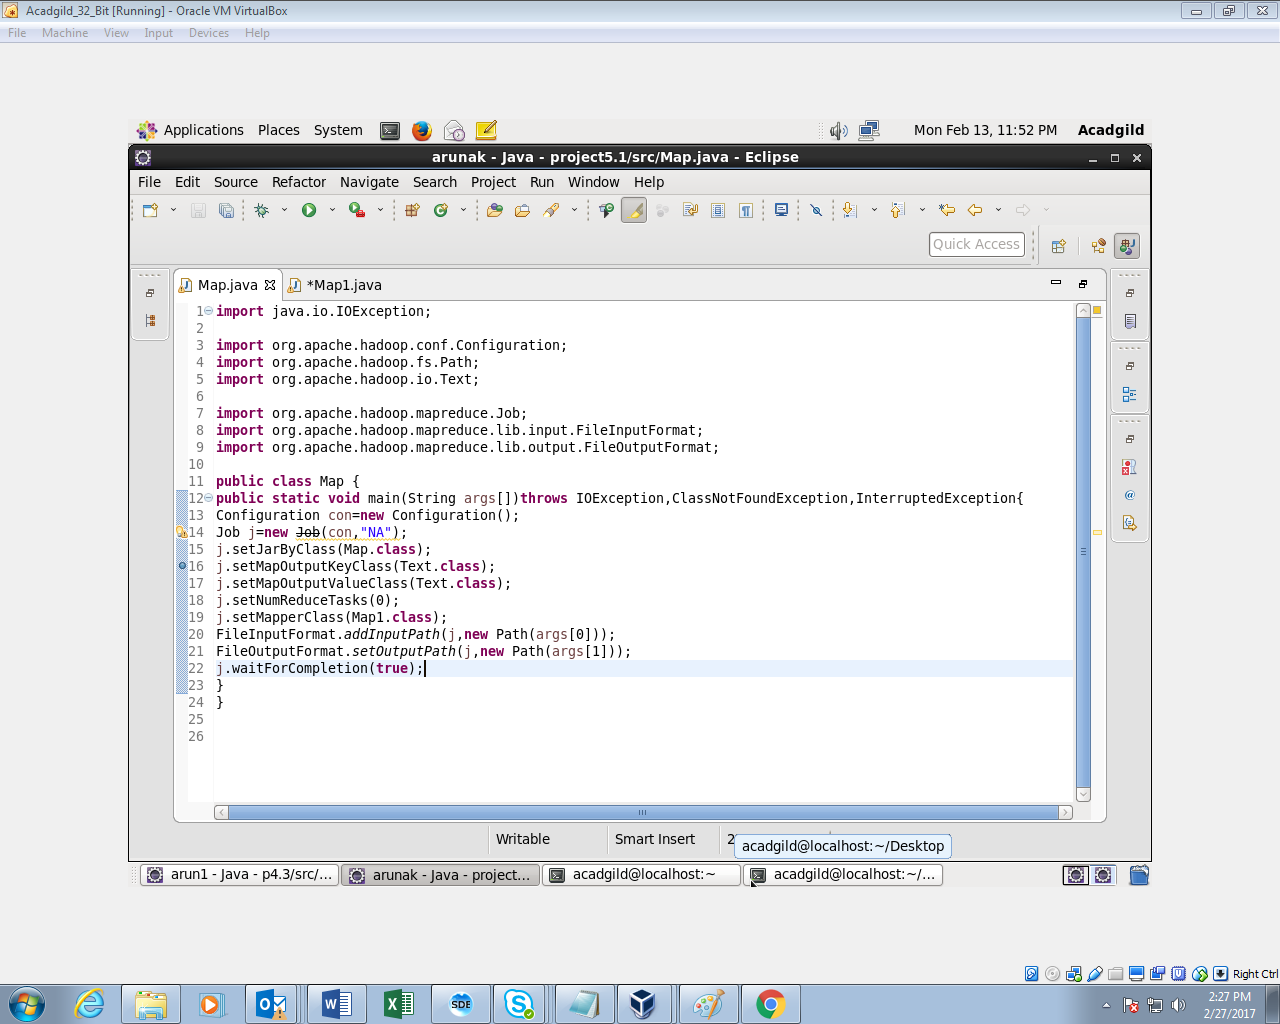 Acadgild_32_Bit [Running] - Oracle VM VirtualBox
File Machine View Input Devices Help
Applications Places System
Mon Feb 13, 11:52 PM Acadgild
arunak - Java - project5.1/src/Map.java - Eclipse
File Edit Source Refactor Navigate Search Project Run Window Help
Quick Access
Map.java *Map1.java
1 import java.io.IOException;
2
3 import org.apache.hadoop.conf.Configuration;
4 import org.apache.hadoop.fs.Path;
5 import org.apache.hadoop.io.Text;
6
7 import org.apache.hadoop.mapreduce.Job;
8 import org.apache.hadoop.mapreduce.lib.input.FileInputFormat;
9 import org.apache.hadoop.mapreduce.lib.output.FileOutputFormat;
10
11 public class Map {
12 public static void main(String args[])throws IOException,ClassNotFoundException,InterruptedException{
13 Configuration con=new Configuration();
14 Job j=new Job(con,"NA");
15 j.setJarByClass(Map.class);
16 j.setMapOutputKeyClass(Text.class);
17 j.setMapOutputValueClass(Text.class);
18 j.setNumReduceTasks(0);
19 j.setMapperClass(Map1.class);
20 FileInputFormat.addInputPath(j,new Path(args[0]));
21 FileOutputFormat.setOutputPath(j,new Path(args[1]));
22 j.waitForCompletion(true);
23 }
24 }
25
26
Writable Smart Insert
acadgild@localhost:~/Desktop
arun1 - Java - p4.3/src/... arunak - Java - project... acadgild@localhost:~ acadgild@localhost:~/...
Right Ctrl
SDE
2:27 PM
2/27/2017